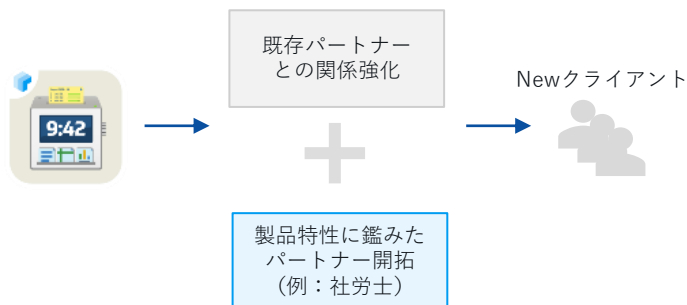 既存パートナー
との関係強化
Newクライアント
9:42
製品特性に鑑みた
パートナー開拓
（例：社労士）